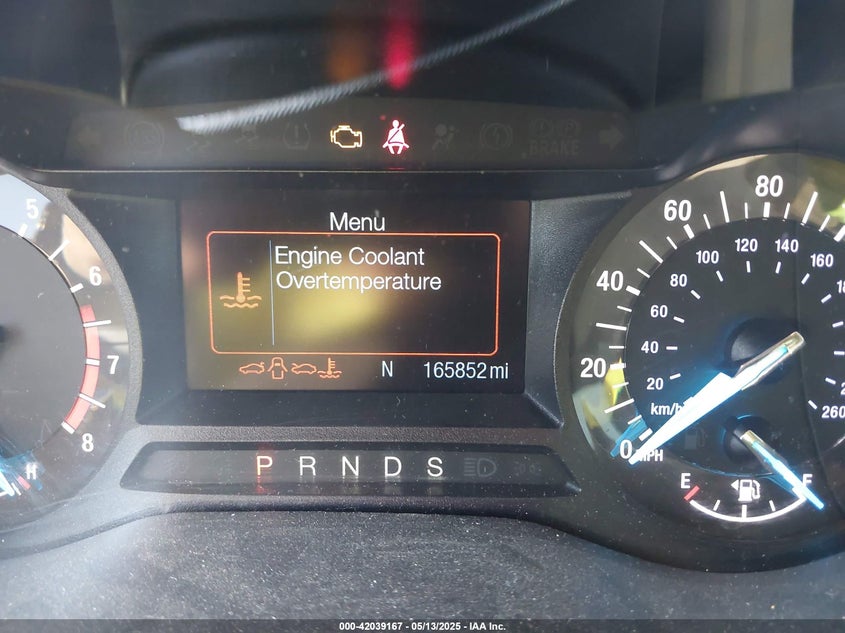 BRAKE
Menu
Engine Coolant
Overtemperature
N 165852 mi
P R N D S
5
6
7
8
H
0
20
40
60
80
20
40
60
80
100
120
140
160
260
km/h
MPH
E
F
000-42039167 - 05/13/2025 - IAA Inc.